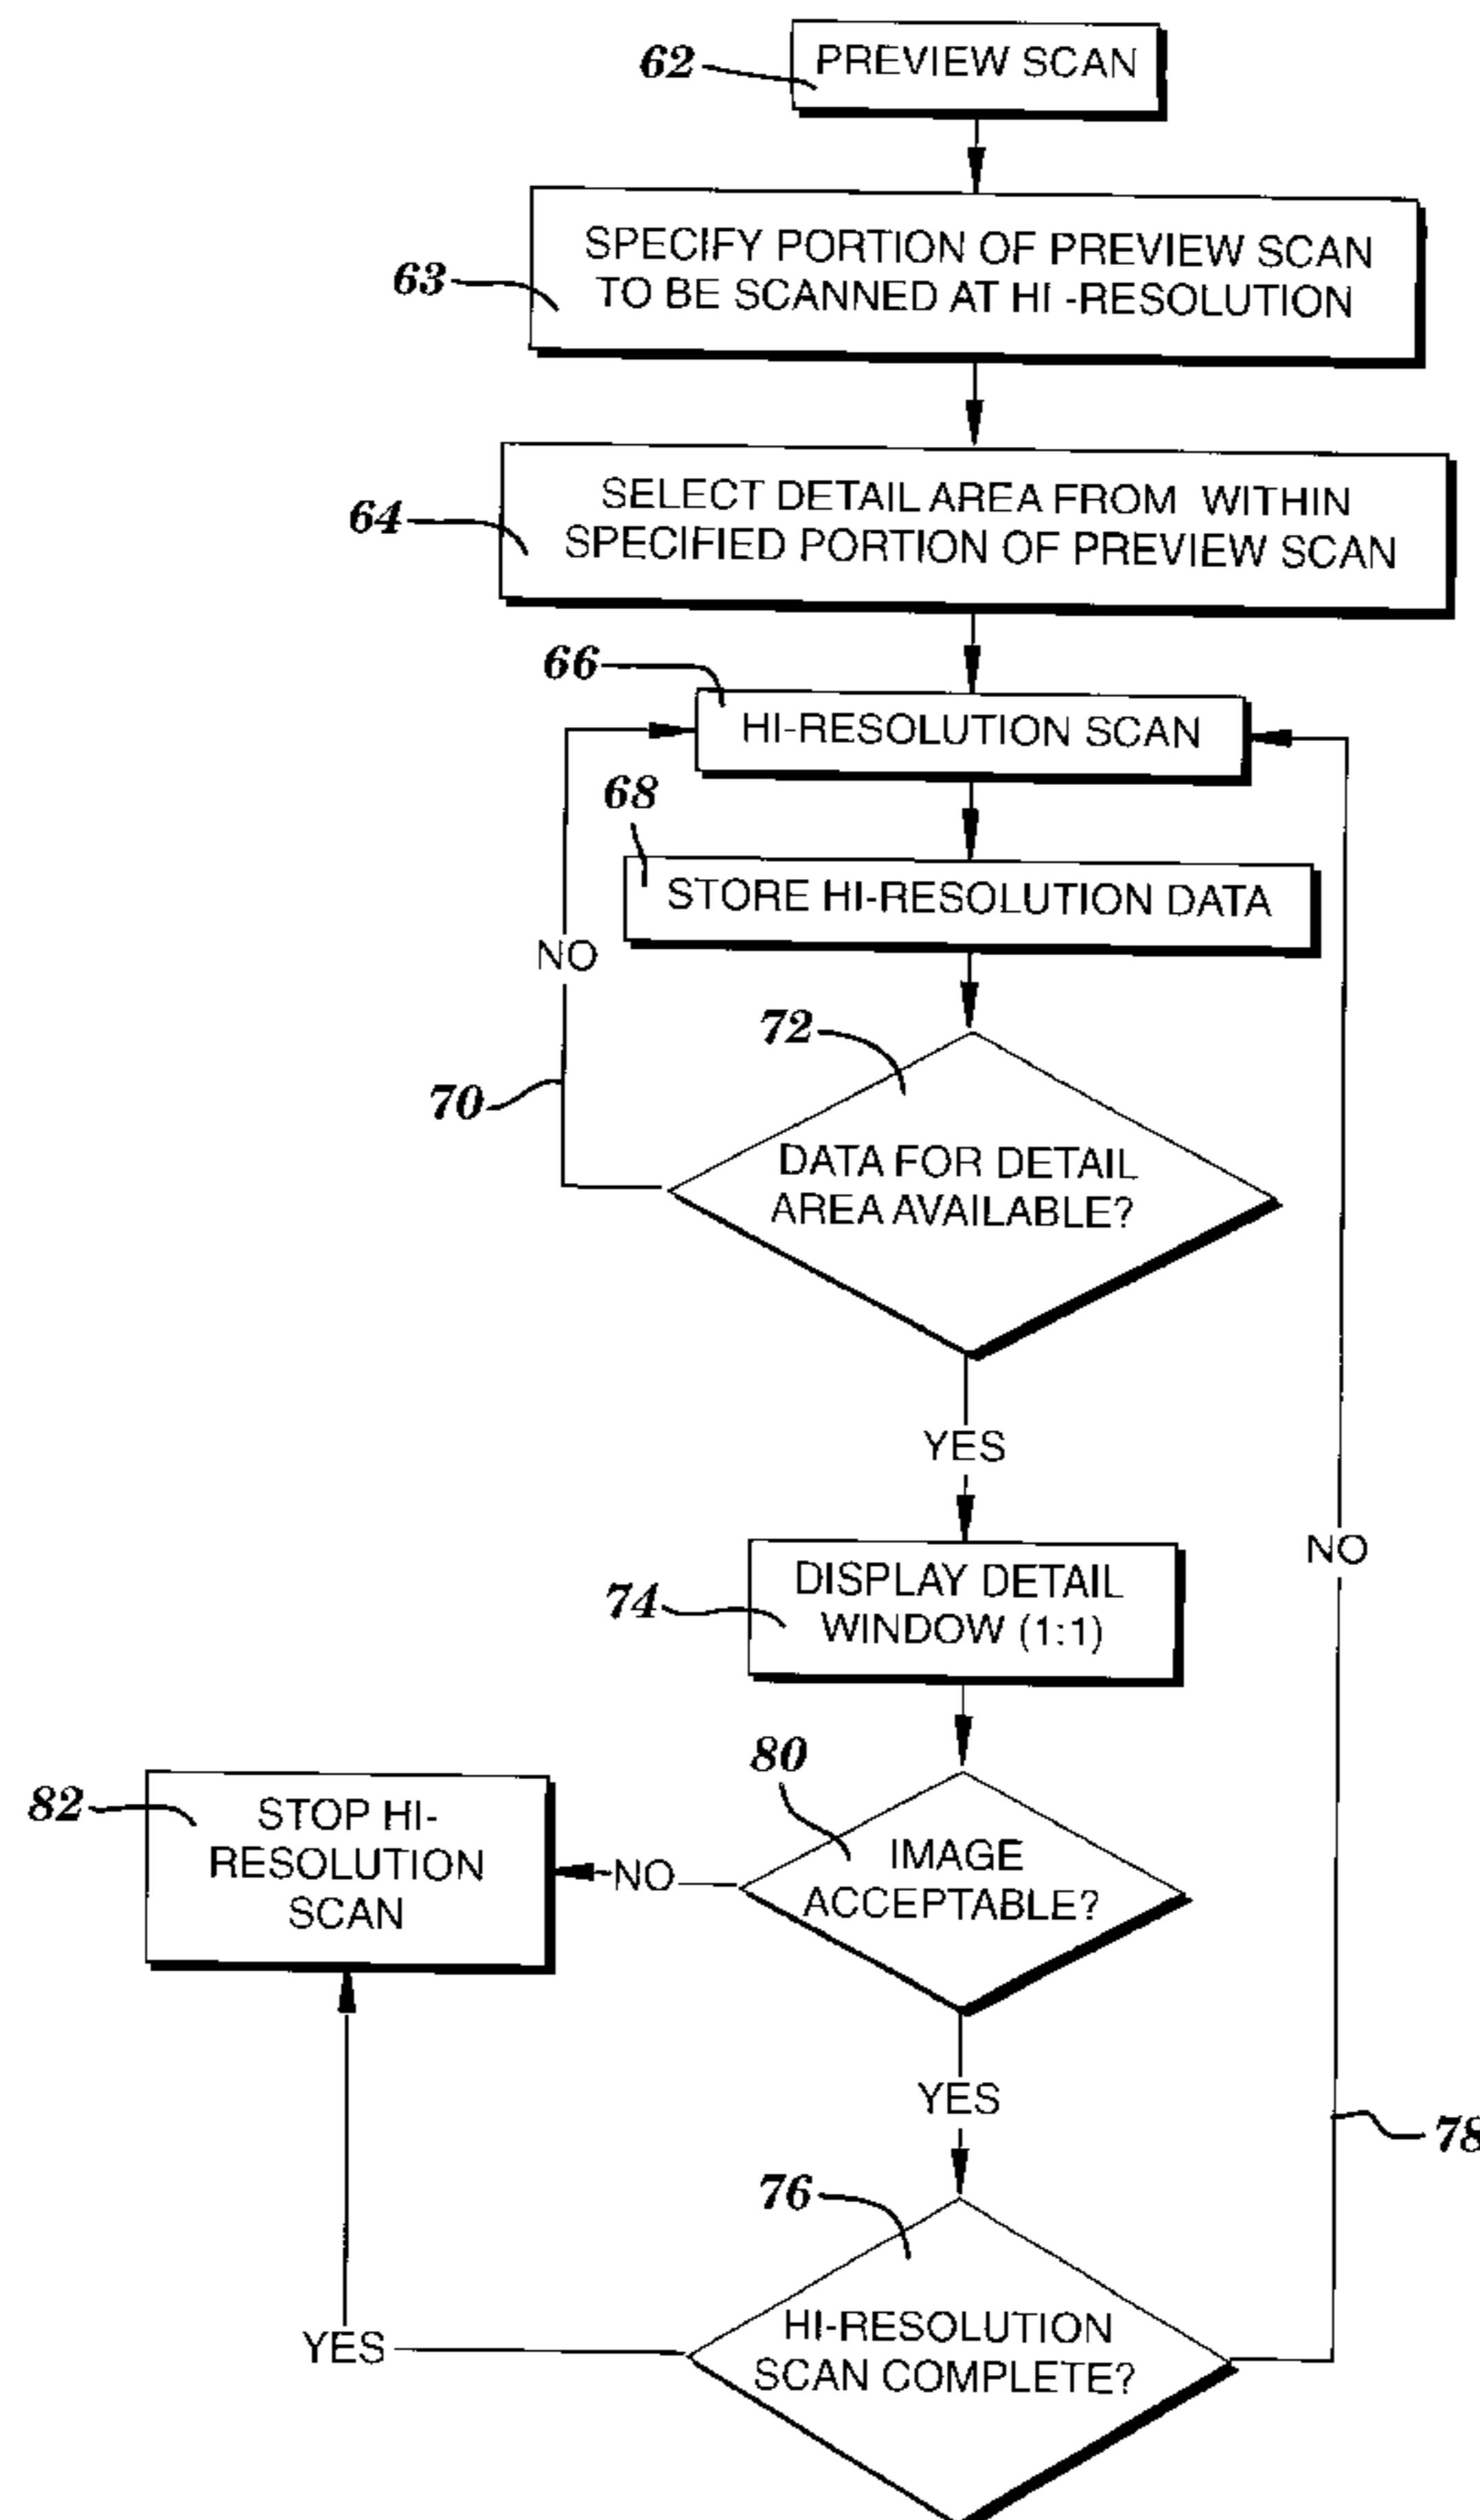 62
PREVIEW SCAN
63
SPECIFY PORTION OF PREVIEW SCAN
TO BE SCANNED AT HI -RESOLUTION
64
SELECT DETAIL AREA FROM WITHIN
SPECIFIED PORTION OF PREVIEW SCAN
66
HI-RESOLUTION SCAN
68
STORE HI-RESOLUTION DATA
NO
72
70
DATA FOR DETAIL
AREA AVAILABLE?
YES
NO
74
DISPLAY DETAIL
WINDOW (1:1)
80
82
STOP HI-
RESOLUTION
SCAN
NO
IMAGE
ACCEPTABLE?
YES
78
76
HI-RESOLUTION
SCAN COMPLETE?
YES